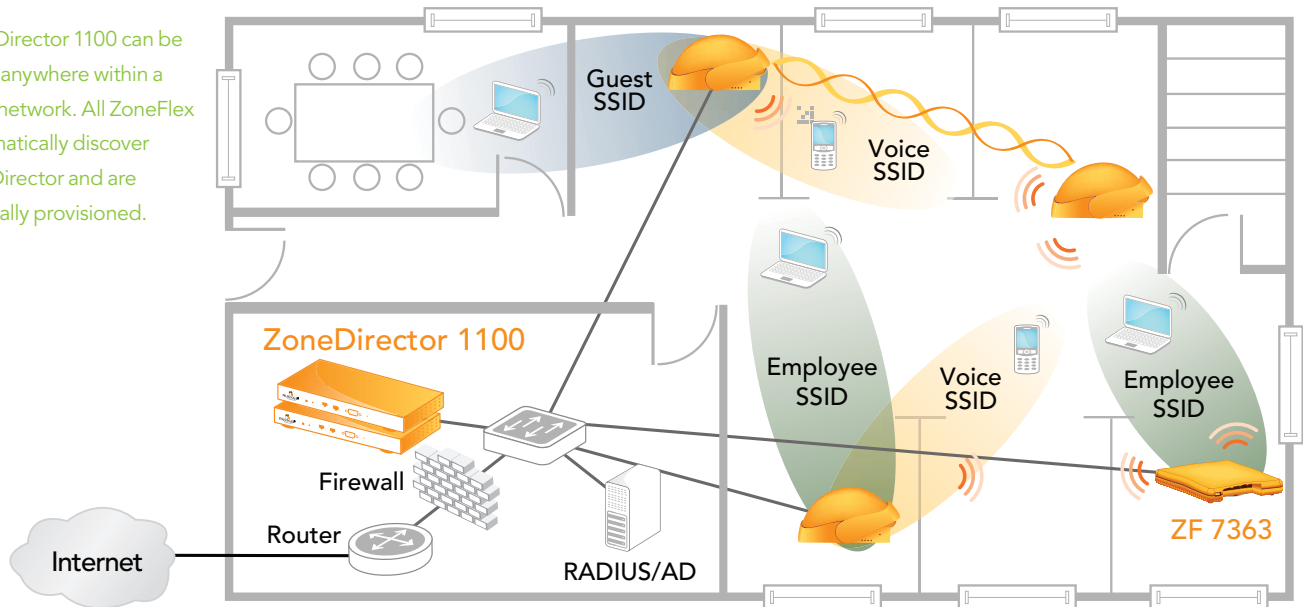 Director 1100 can be
anywhere within a
network. All ZoneFlex
matically discover
Director and are
ally provisioned.
Guest
SSID
Voice
SSID
ZoneDirector 1100
Employee
SSID
Voice
SSID
Employee
SSID
Firewall
Router
Internet
RADIUS/AD
ZF 7363